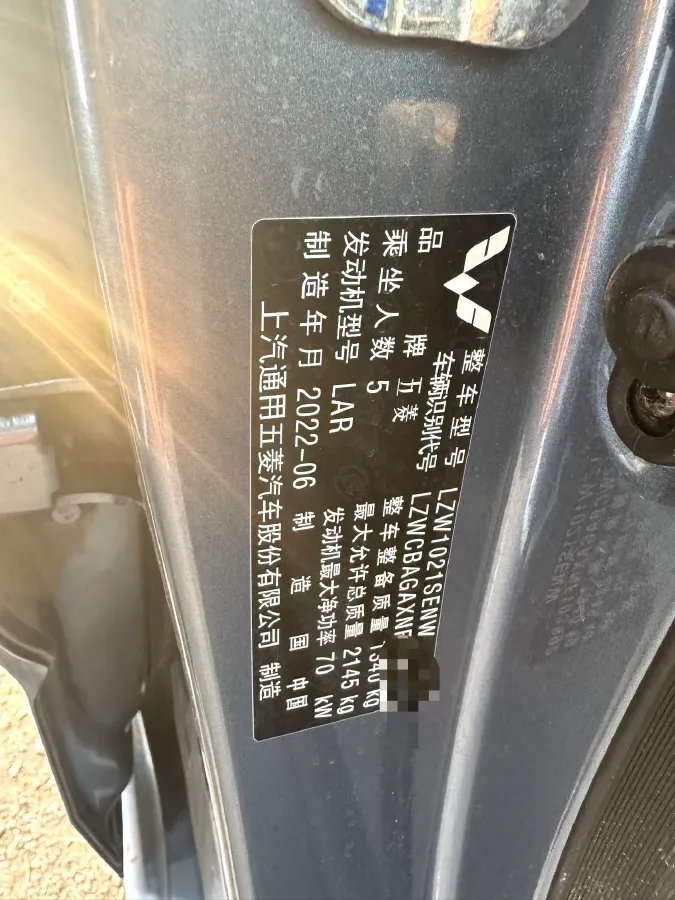 整车型号 LZW1021SENW
车辆识别代号 LZWCBAGAXN
品牌 五菱 整车整备质量 1340 kg
乘坐人数 5 最大允许总质量 2145 kg
发动机型号 LAR 发动机最大净功率 70 kW
制造年月 2022-06 制造国 中国
上汽通用五菱汽车股份有限公司 制造